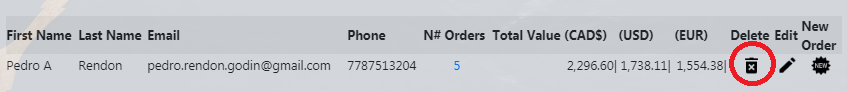 First Name Last Name Email Phone N# Orders Total Value (CAD$) (USD) (EUR) Delete Edit New Order
Pedro A Rendon pedro.rendon.godin@gmail.com 7787513204 5 2,296.60| 1,738.11| 1,554.38| NEW